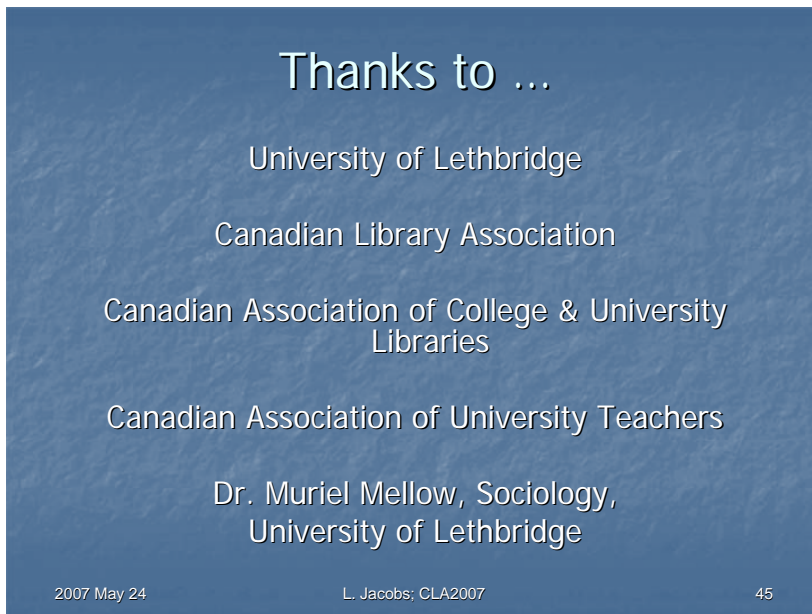 Thanks to ...
University of Lethbridge
Canadian Library Association
Canadian Association of College & University
Libraries
Canadian Association of University Teachers
Dr. Muriel Mellow, Sociology,
University of Lethbridge
2007 May 24
L. Jacobs; CLA2007
45